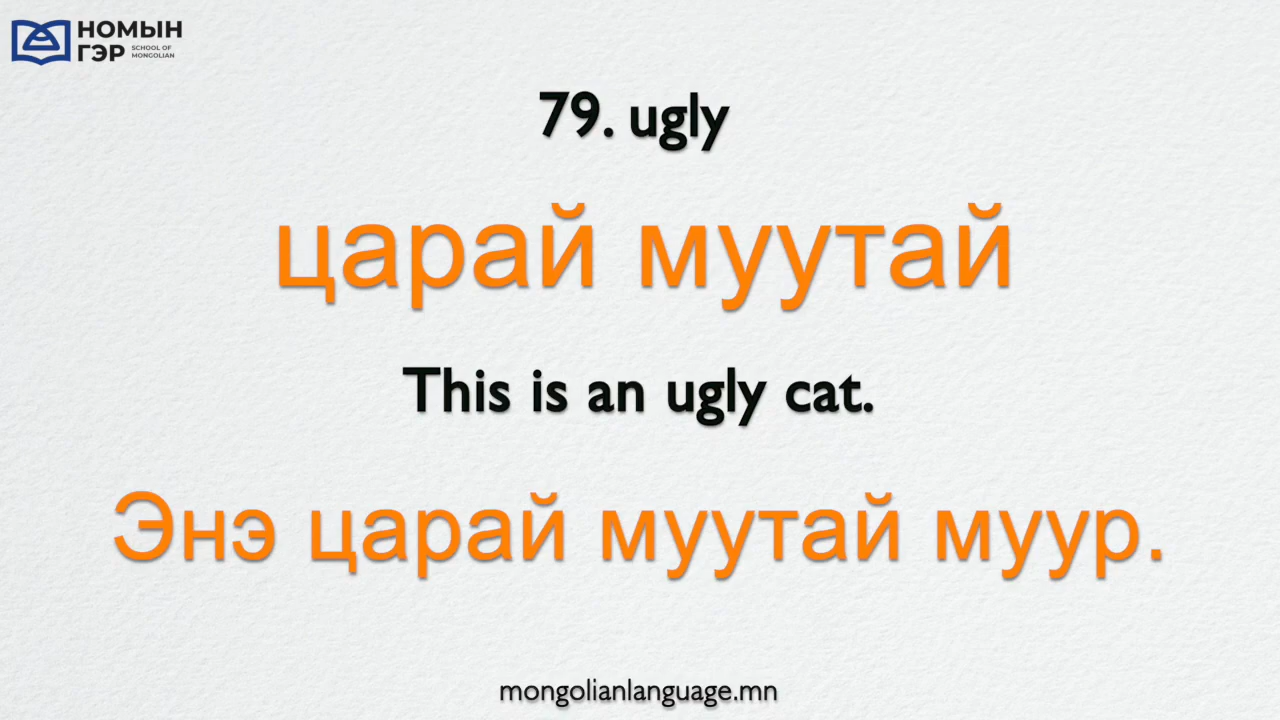 НОМЫН
ГЭР SCHOOL OF
MONGOLIAN
79. ugly
царай муутай
This is an ugly cat.
Энэ царай муутай муур.
mongolianlanguage.mn